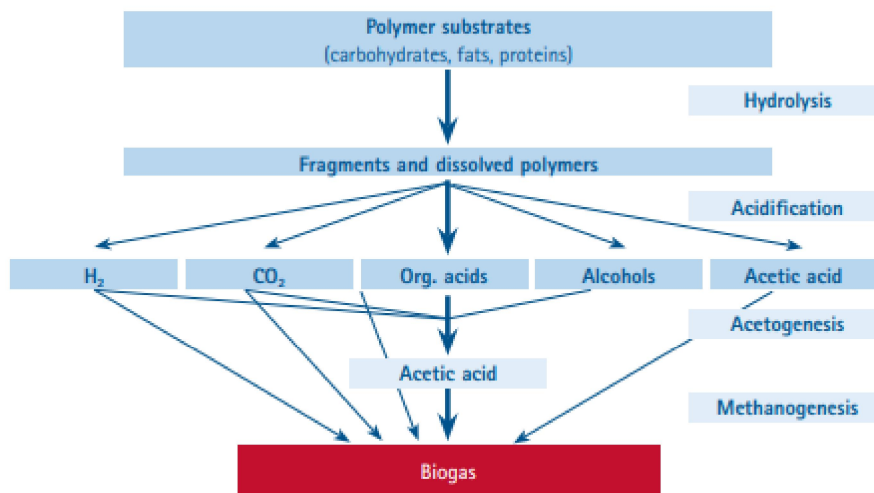 Polymer substrates
(carbohydrates, fats, proteins)
Hydrolysis
Fragments and dissolved polymers
Acidification
H₂
CO₂
Org. acids
Alcohols
Acetic acid
Acetogenesis
Acetic acid
Methanogenesis
Biogas